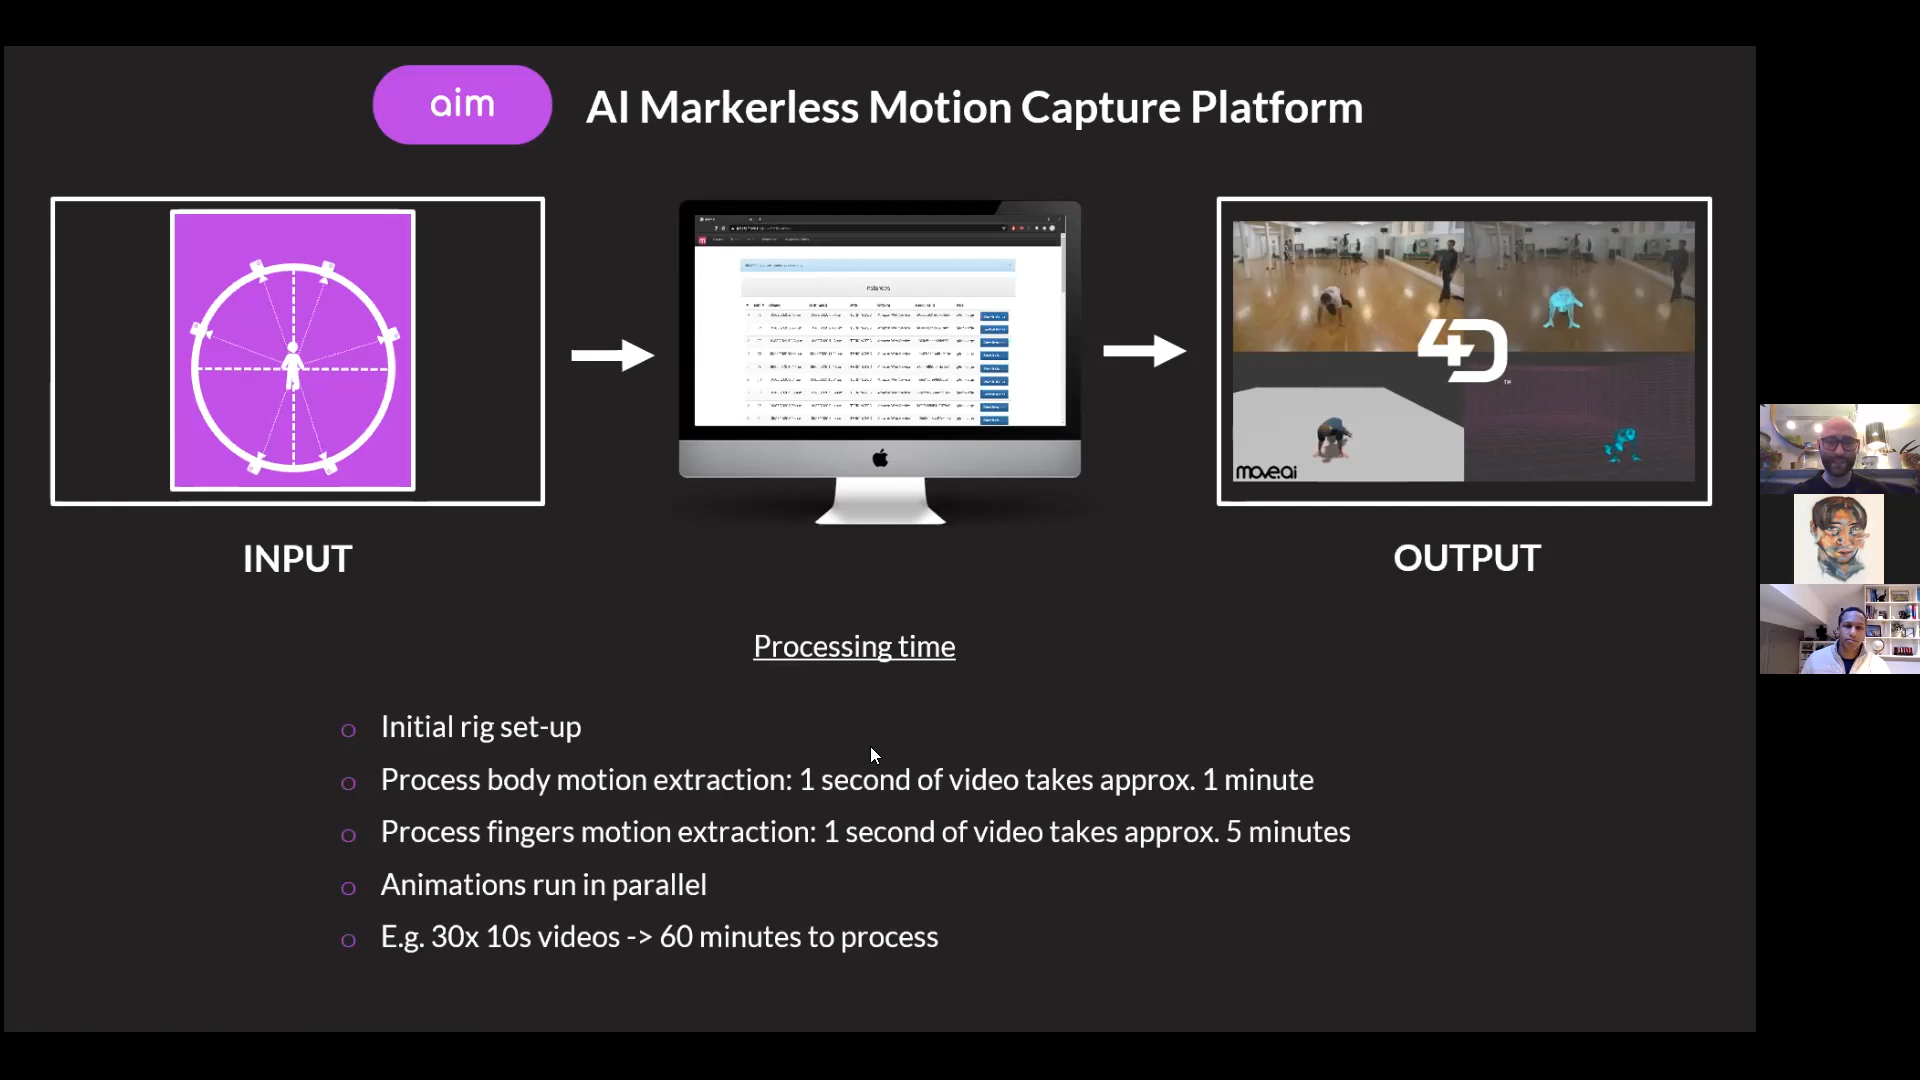 aim
AI Markerless Motion Capture Platform
Instances
4D
TM
move.ai
INPUT
OUTPUT
Processing time
o Initial rig set-up
o Process body motion extraction: 1 second of video takes approx. 1 minute
o Process fingers motion extraction: 1 second of video takes approx. 5 minutes
o Animations run in parallel
o E.g. 30x 10s videos -> 60 minutes to process